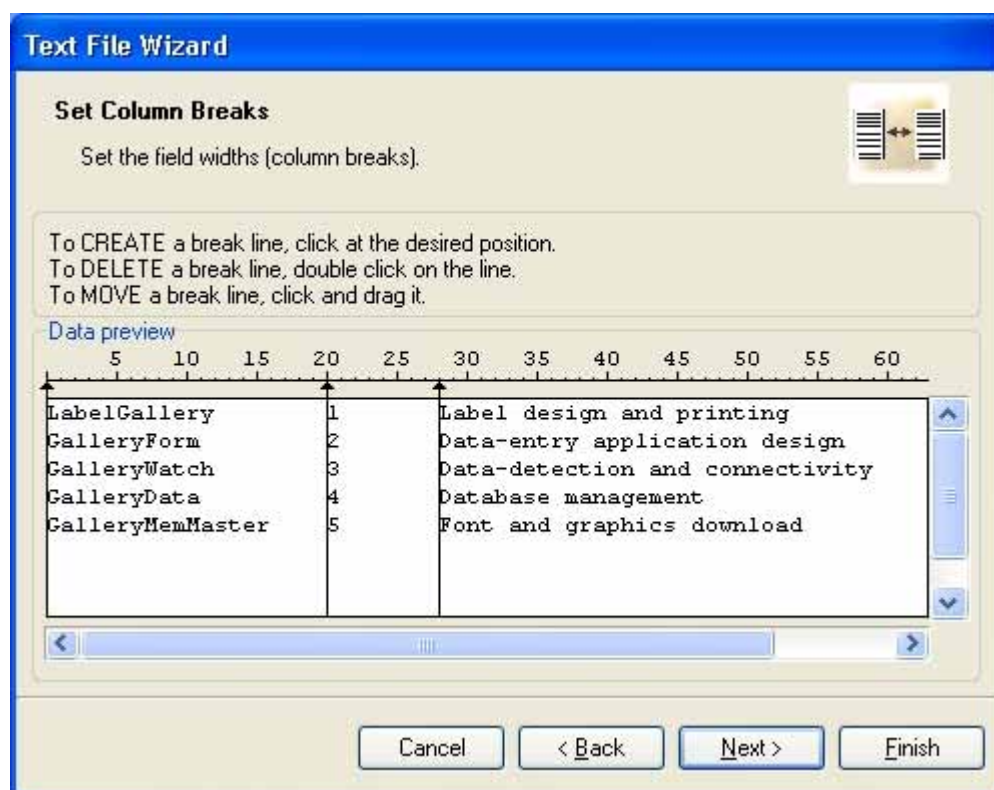 Text File Wizard
Set Column Breaks
Set the field widths (column breaks).
To CREATE a break line, click at the desired position.
To DELETE a break line, double click on the line.
To MOVE a break line, click and drag it.
Data preview
5 10 15 20 25 30 35 40 45 50 55 60
LabelGallery 1 Label design and printing
GalleryForm 2 Data-entry application design
GalleryWatch 3 Data-detection and connectivity
GalleryData 4 Database management
GalleryMemMaster 5 Font and graphics download
Cancel < Back Next > Finish